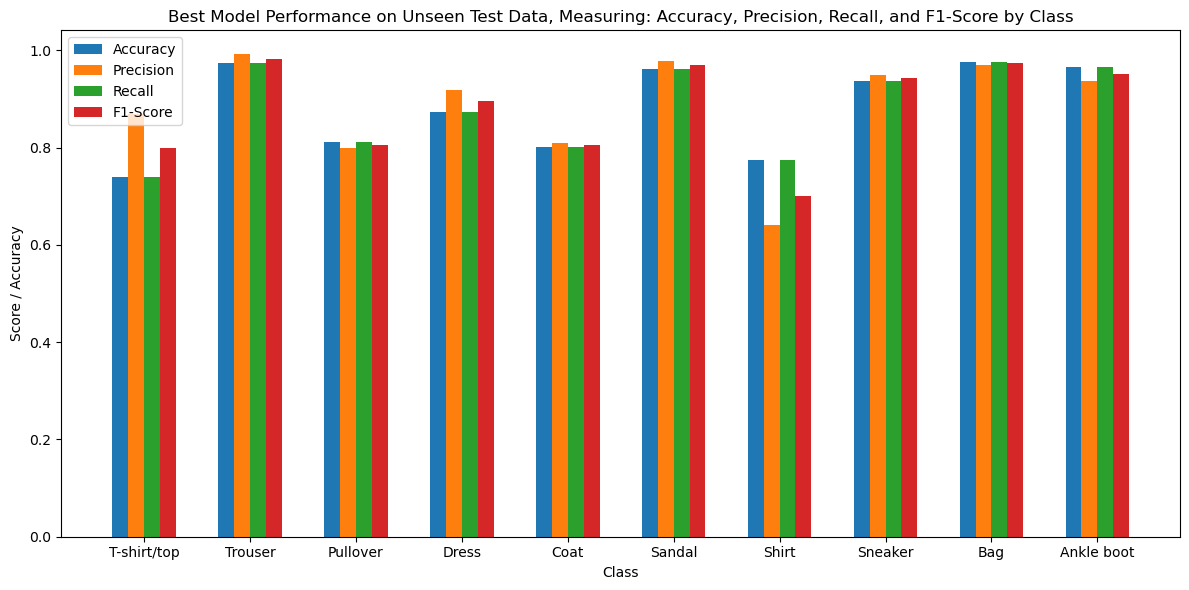 Best Model Performance on Unseen Test Data, Measuring: Accuracy, Precision, Recall, and F1-Score by Class
Accuracy
Precision
Recall
F1-Score
Score / Accuracy
1.0
0.8
0.6
0.4
0.2
0.0
T-shirt/top Trouser Pullover Dress Coat Sandal Shirt Sneaker Bag Ankle boot
Class